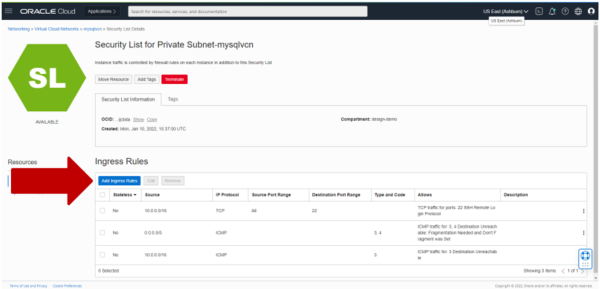 ORACLE Cloud
Applications >
Search for resources, services, and documentation
US East (Ashburn)
US East (Ashburn)
Networking » Virtual Cloud Networks » mysqlvcn » Security List Details
Security List for Private Subnet-mysqlvcn
Instance traffic is controlled by firewall rules on each Instance in addition to this Security List
Move Resource
Add Tags
Terminate
SL
AVAILABLE
Security List Information
Tags
OCID: Show Copy
Compartment: design-demo
Created: Mon, Jan 10, 2022, 15:37:00 UTC
Resources
Ingress Rules
Add Ingress Rules
Edit
Remove
Stateless
Source
IP Protocol
Source Port Range
Destination Port Range
Type and Code
Allows
Description
No
10.0.0.0/16
TCP
All
22
TCP traffic for ports: 22 SSH Remote Lo
gin Protocol
No
0.0.0.0/0
ICMP
3, 4
ICMP traffic for: 3, 4 Destination Unreach
able: Fragmentation Needed and Don't F
ragment was Set
No
10.0.0.0/16
ICMP
3
ICMP traffic for: 3 Destination Unreachab
le
0 Selected
Showing 3 Items
< 1 of 1 >
Terms of Use and Privacy
Cookie Preferences
Copyright © 2022, Oracle and/or its affiliates. All rights reserved.